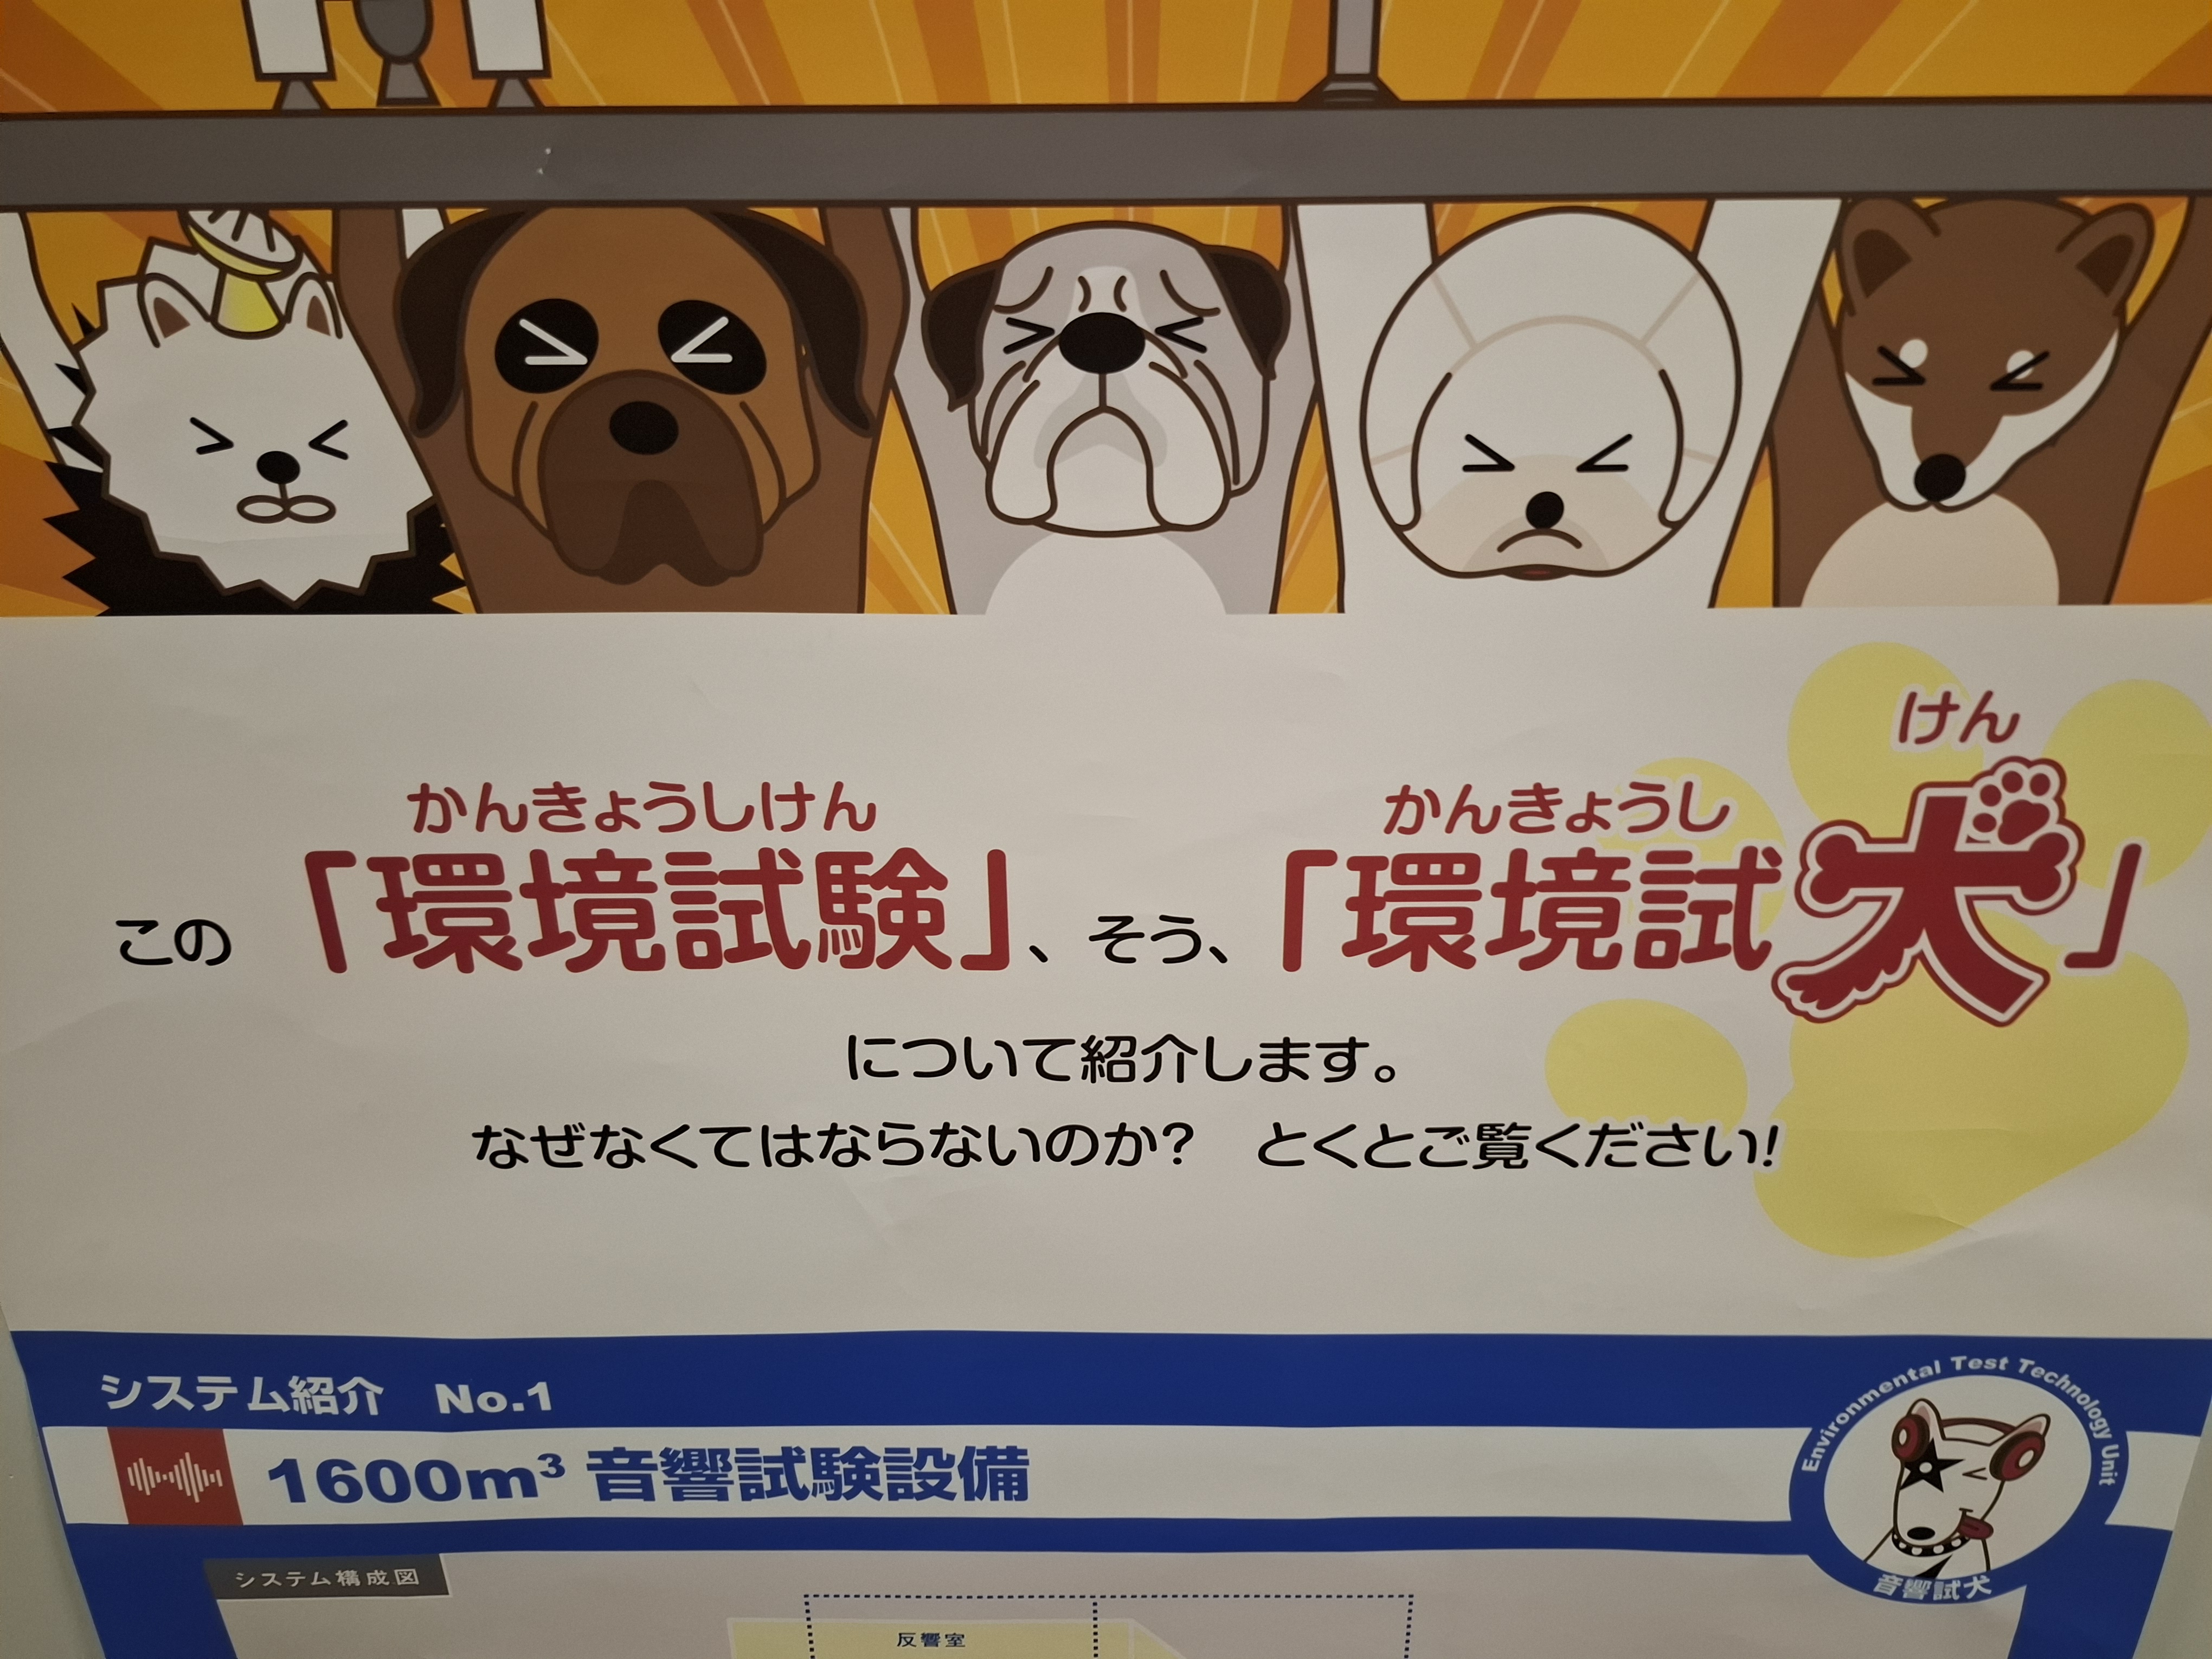 かんきょうしけん かんきょうし けん
この「環境試験」、そう、「環境試犬」
について紹介します。
なぜなくてはならないのか? とくとご覧ください!
システム紹介 No.1
1600m³ 音響試験設備
Environmental Test Technology Unit
音響試犬
システム構成図
反響室